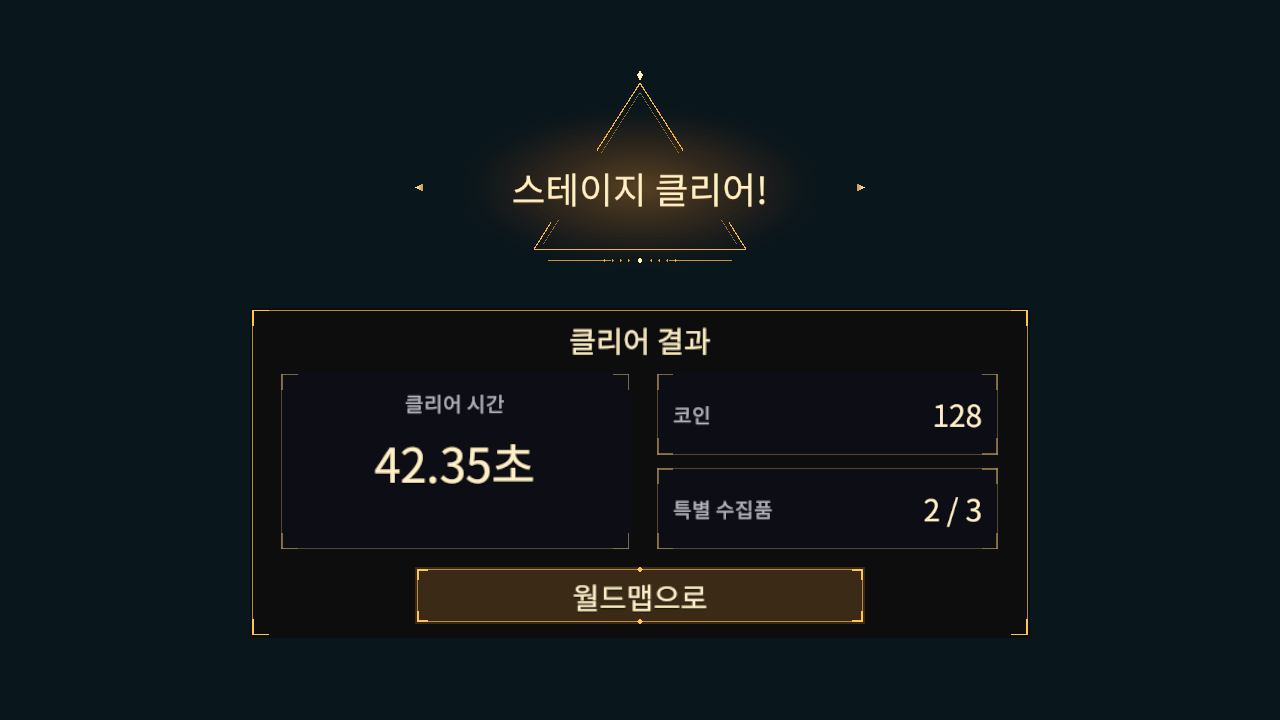 스테이지 클리어!
클리어 결과
클리어 시간
42.35초
코인 128
특별 수집품 2 / 3
월드맵으로